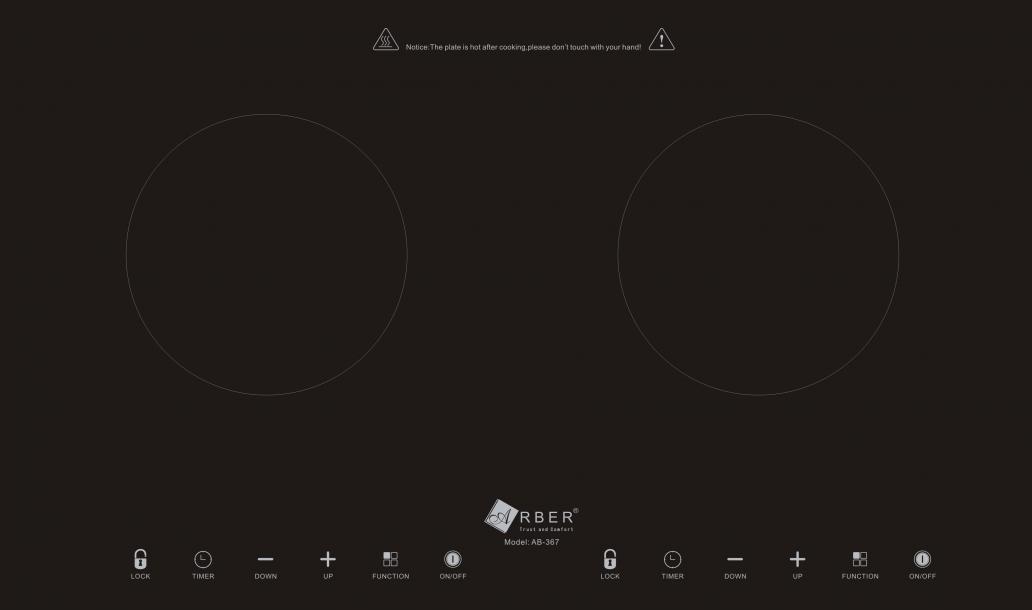 Notice:The plate is hot after cooking,please don't touch with your hand!
ARBER®
Trust and Comfort
Model: AB-367
LOCK TIMER DOWN UP FUNCTION ON/OFF LOCK TIMER DOWN UP FUNCTION ON/OFF